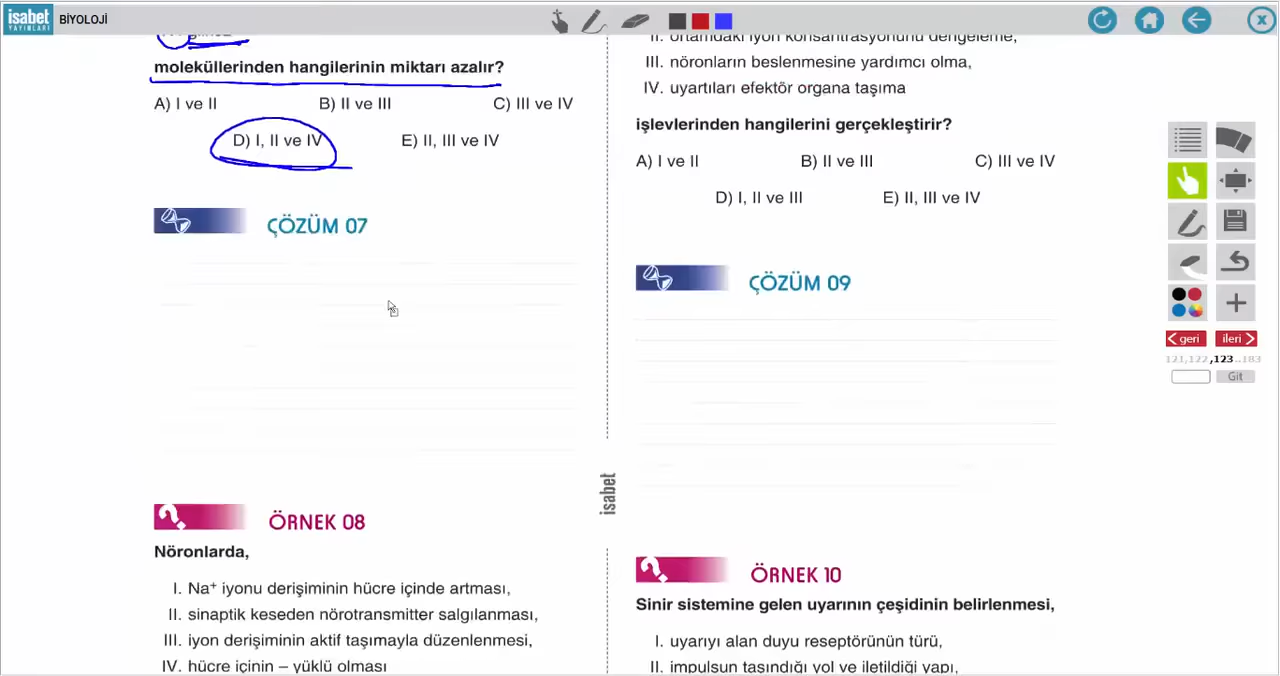 isabet
YAYINLARI
BİYOLOJİ
moleküllerinden hangilerinin miktarı azalır?
A) I ve II B) II ve III C) III ve IV
D) I, II ve IV E) II, III ve IV
ÇÖZÜM 07
ÖRNEK 08
Nöronlarda,
I. Na⁺ iyonu derişiminin hücre içinde artması,
II. sinaptik keseden nörotransmitter salgılanması,
III. iyon derişiminin aktif taşımayla düzenlenmesi,
IV. hücre içinin – yüklü olması
isabet
II. ortamdaki iyon konsantrasyonunu dengeleme,
III. nöronların beslenmesine yardımcı olma,
IV. uyartıları efektör organa taşıma
işlevlerinden hangilerini gerçekleştirir?
A) I ve II B) II ve III C) III ve IV
D) I, II ve III E) II, III ve IV
ÇÖZÜM 09
ÖRNEK 10
Sinir sistemine gelen uyarının çeşidinin belirlenmesi,
I. uyarıyı alan duyu reseptörünün türü,
II. impulsun taşındığı yol ve iletildiği yapı,
geri ileri
121,122,123..183
Git